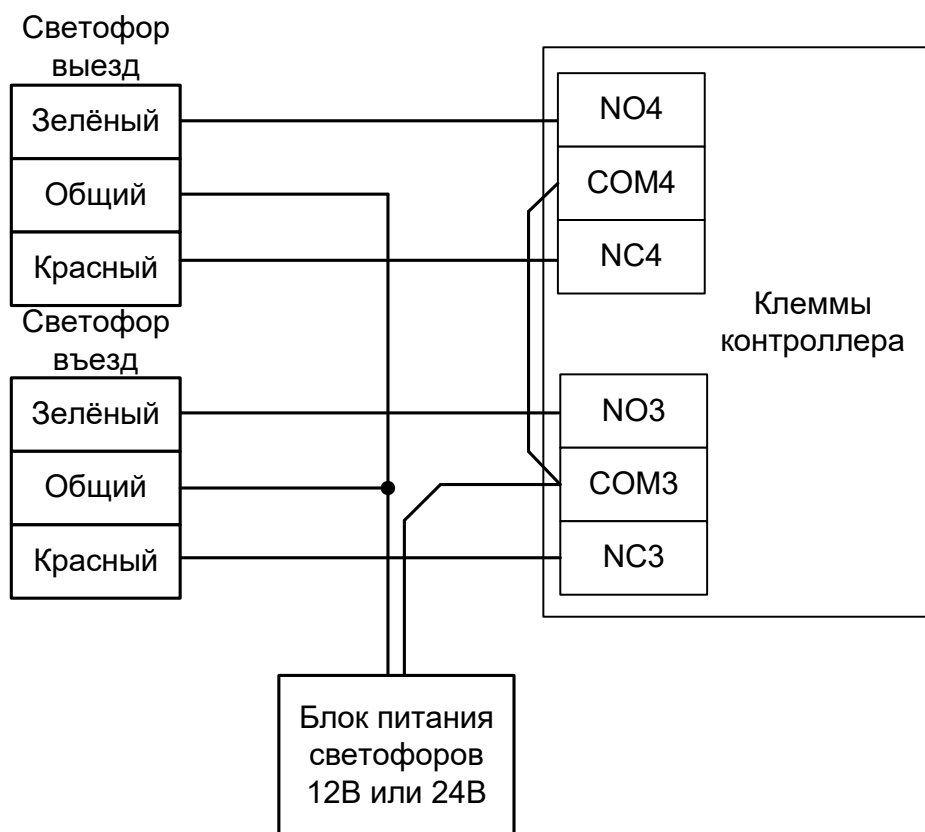 Светофор
выезд
Зелёный
Общий
Красный
Светофор
въезд
Зелёный
Общий
Красный
NO4
COM4
NC4
NO3
COM3
NC3
Клеммы
контроллера
Блок питания
светофоров
12В или 24В